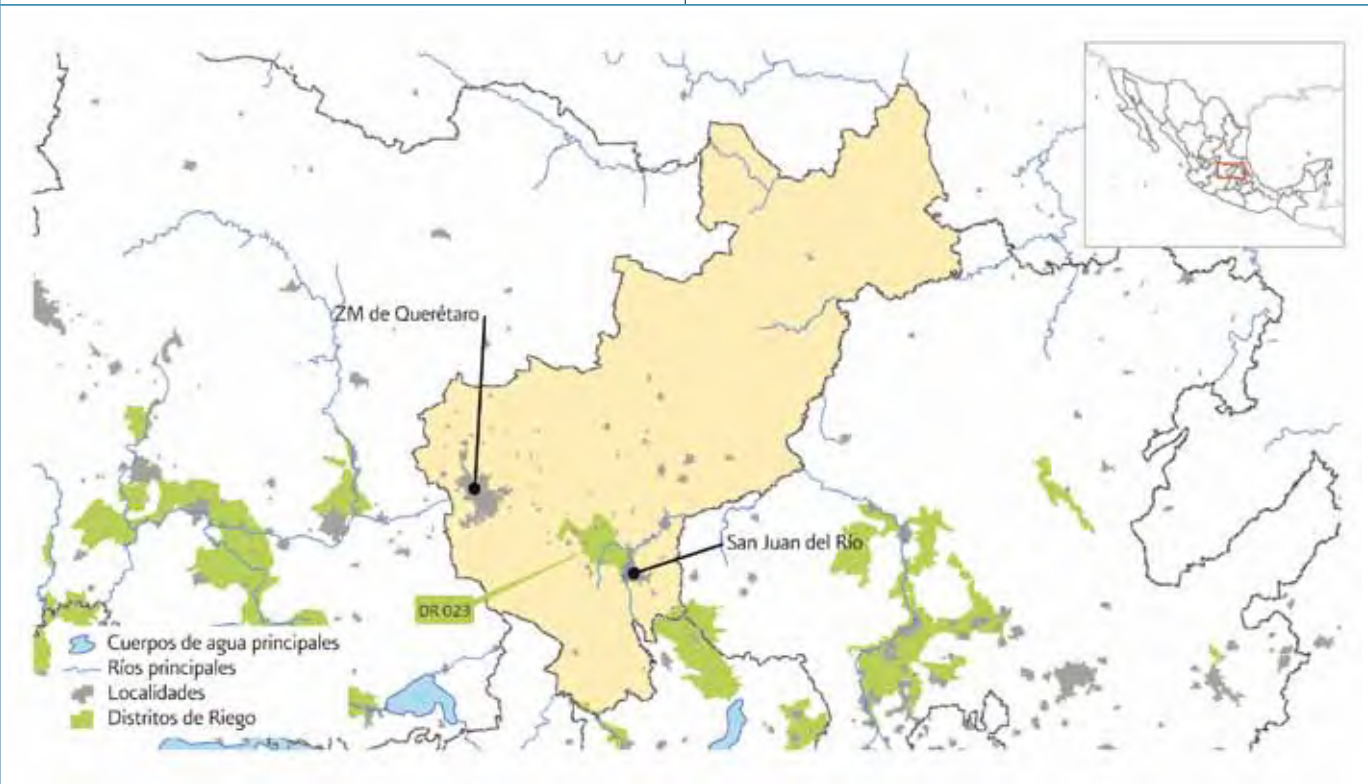 ZM de Querétaro
San Juan del Río
DR 023
Cuerpos de agua principales
Ríos principales
Localidades
Distritos de Riego